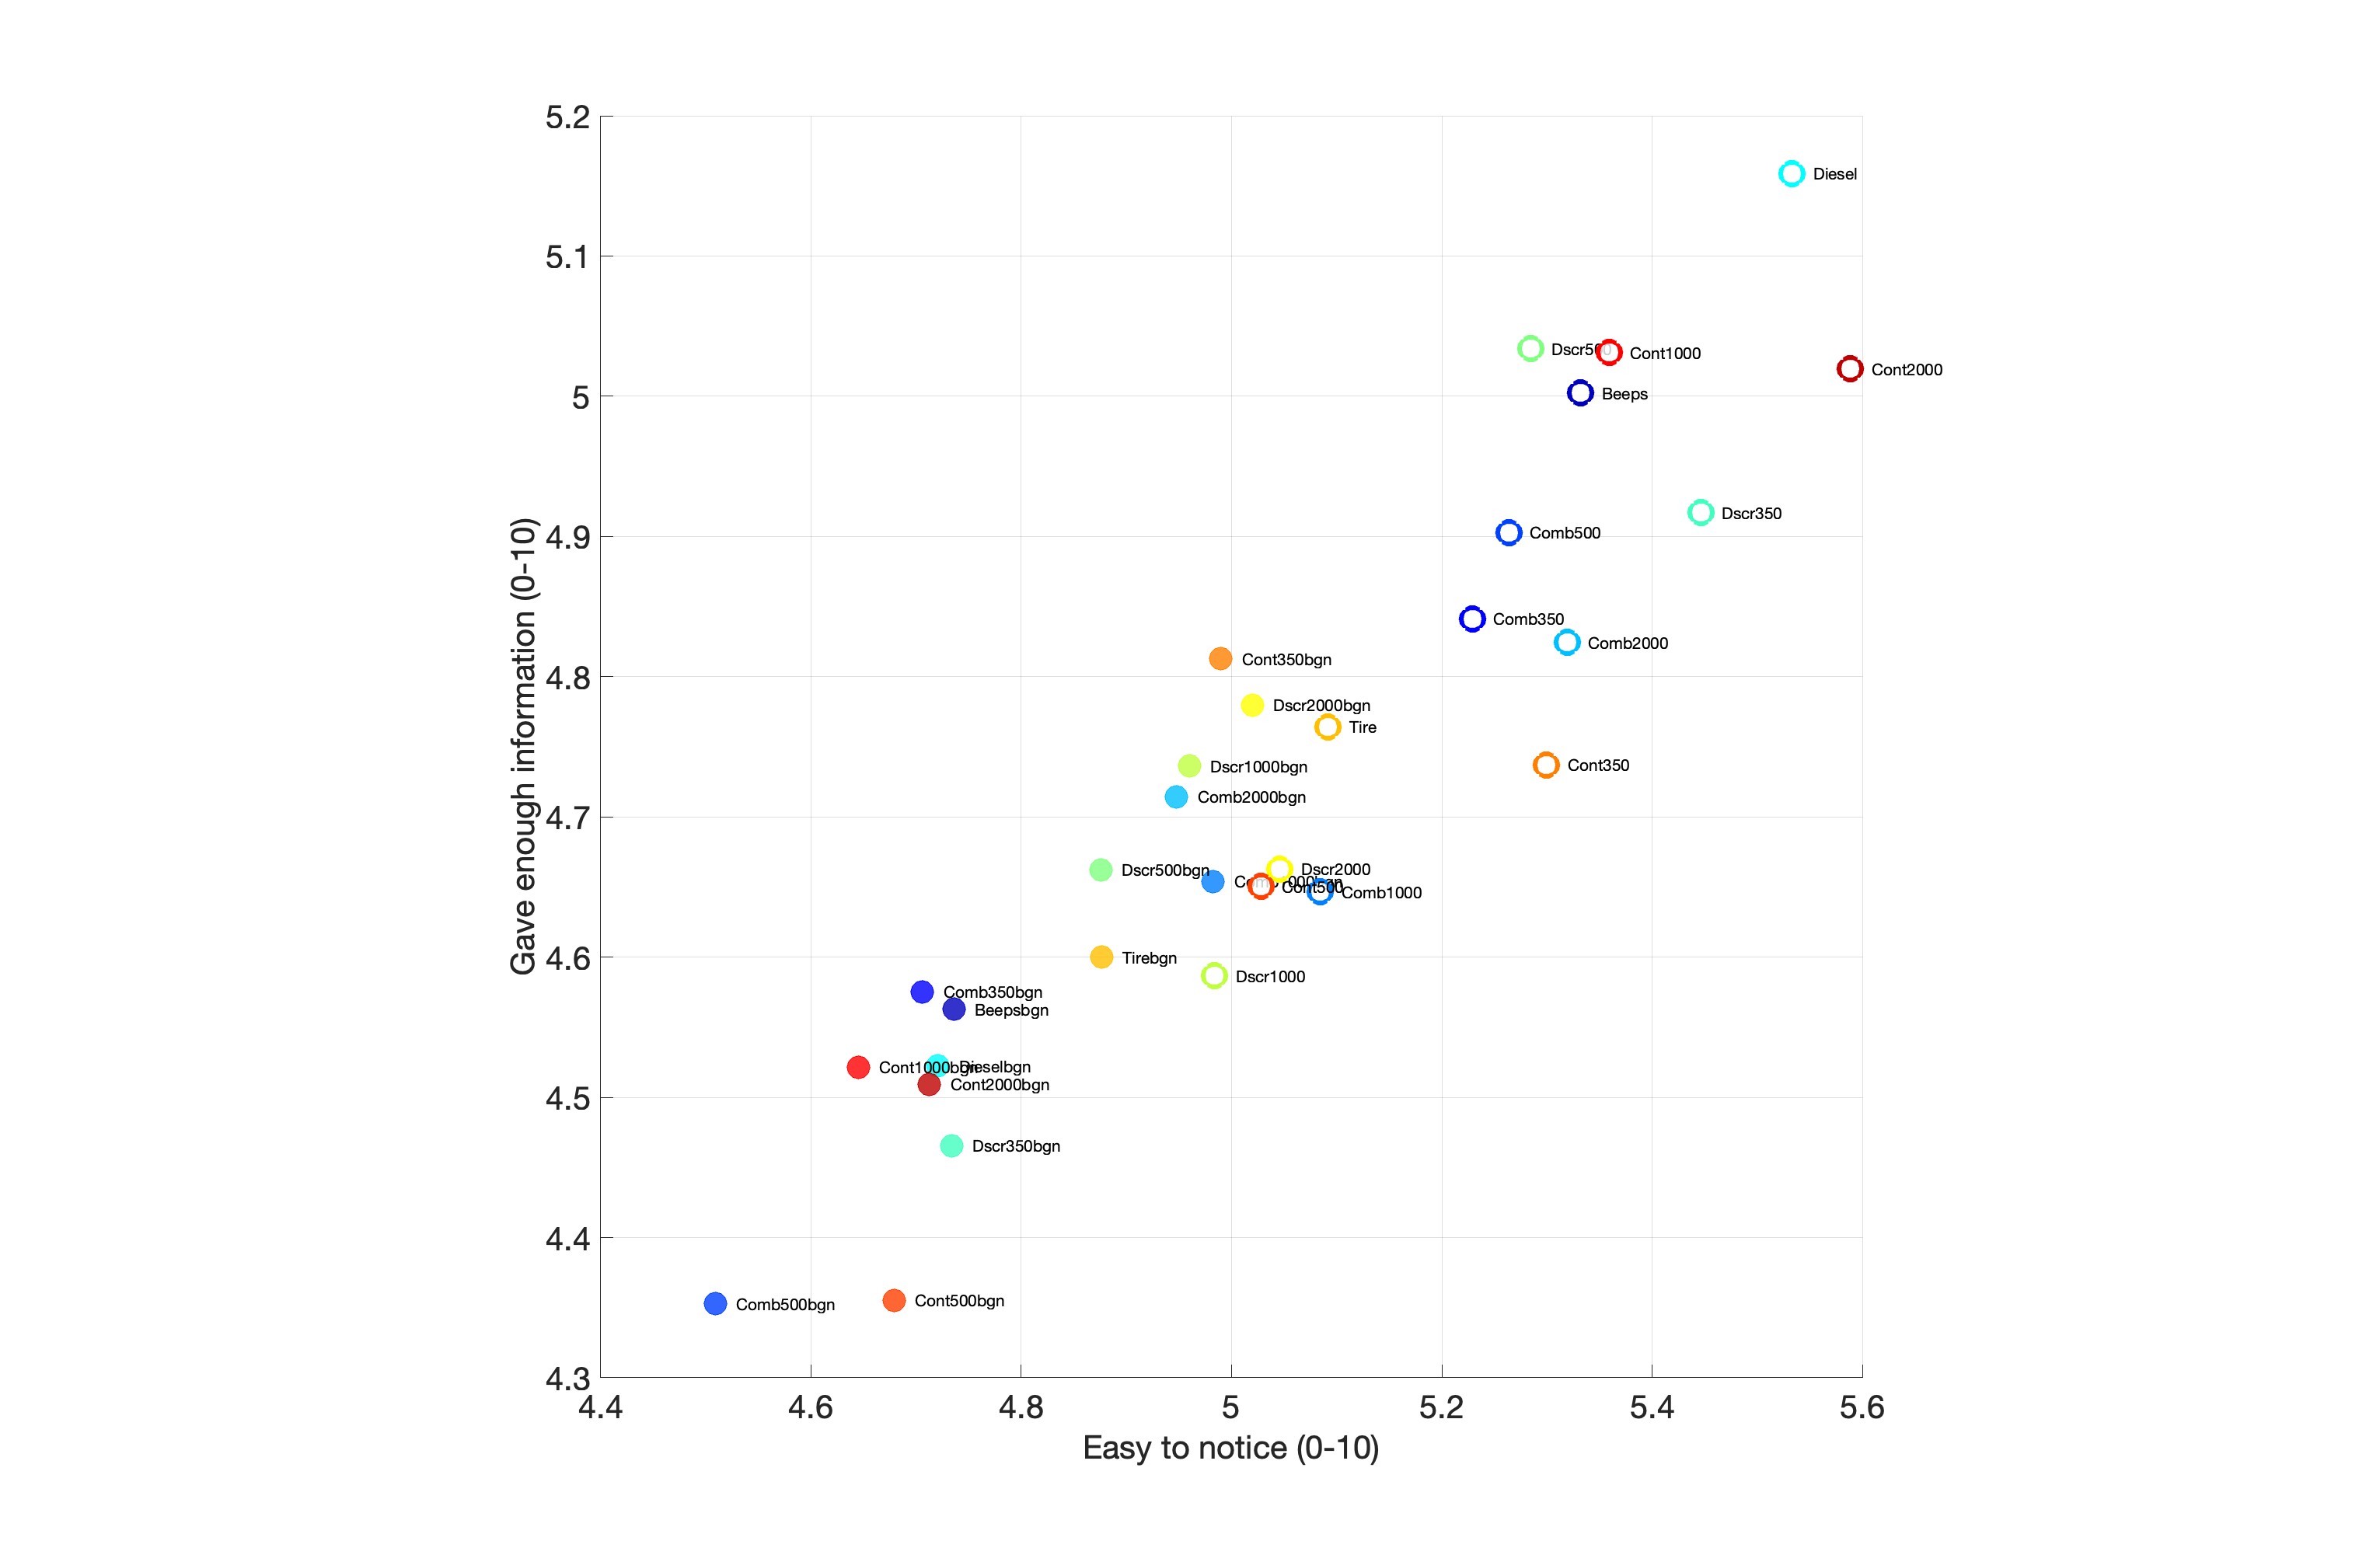 5.2
Diesel
5.1
Cont1000
Cont2000
5
Beeps
Dscr350
4.9
Comb500
Comb350
Comb2000
Cont350bgn
4.8
Dscr2000bgn
Tire
Dscr1000bgn
Cont350
Comb2000bgn
4.7
Dscr500bgn
Dscr2000
Cont500
Comb1000
4.6
Tirebgn
Dscr1000
Comb350bgn
Beepsbgn
Cont1000bgn
Dieselbgn
Cont2000bgn
4.5
Dscr350bgn
4.4
Comb500bgn
Cont500bgn
4.3
Gave enough information (0-10)
4.4 4.6 4.8 5 5.2 5.4 5.6
Easy to notice (0-10)